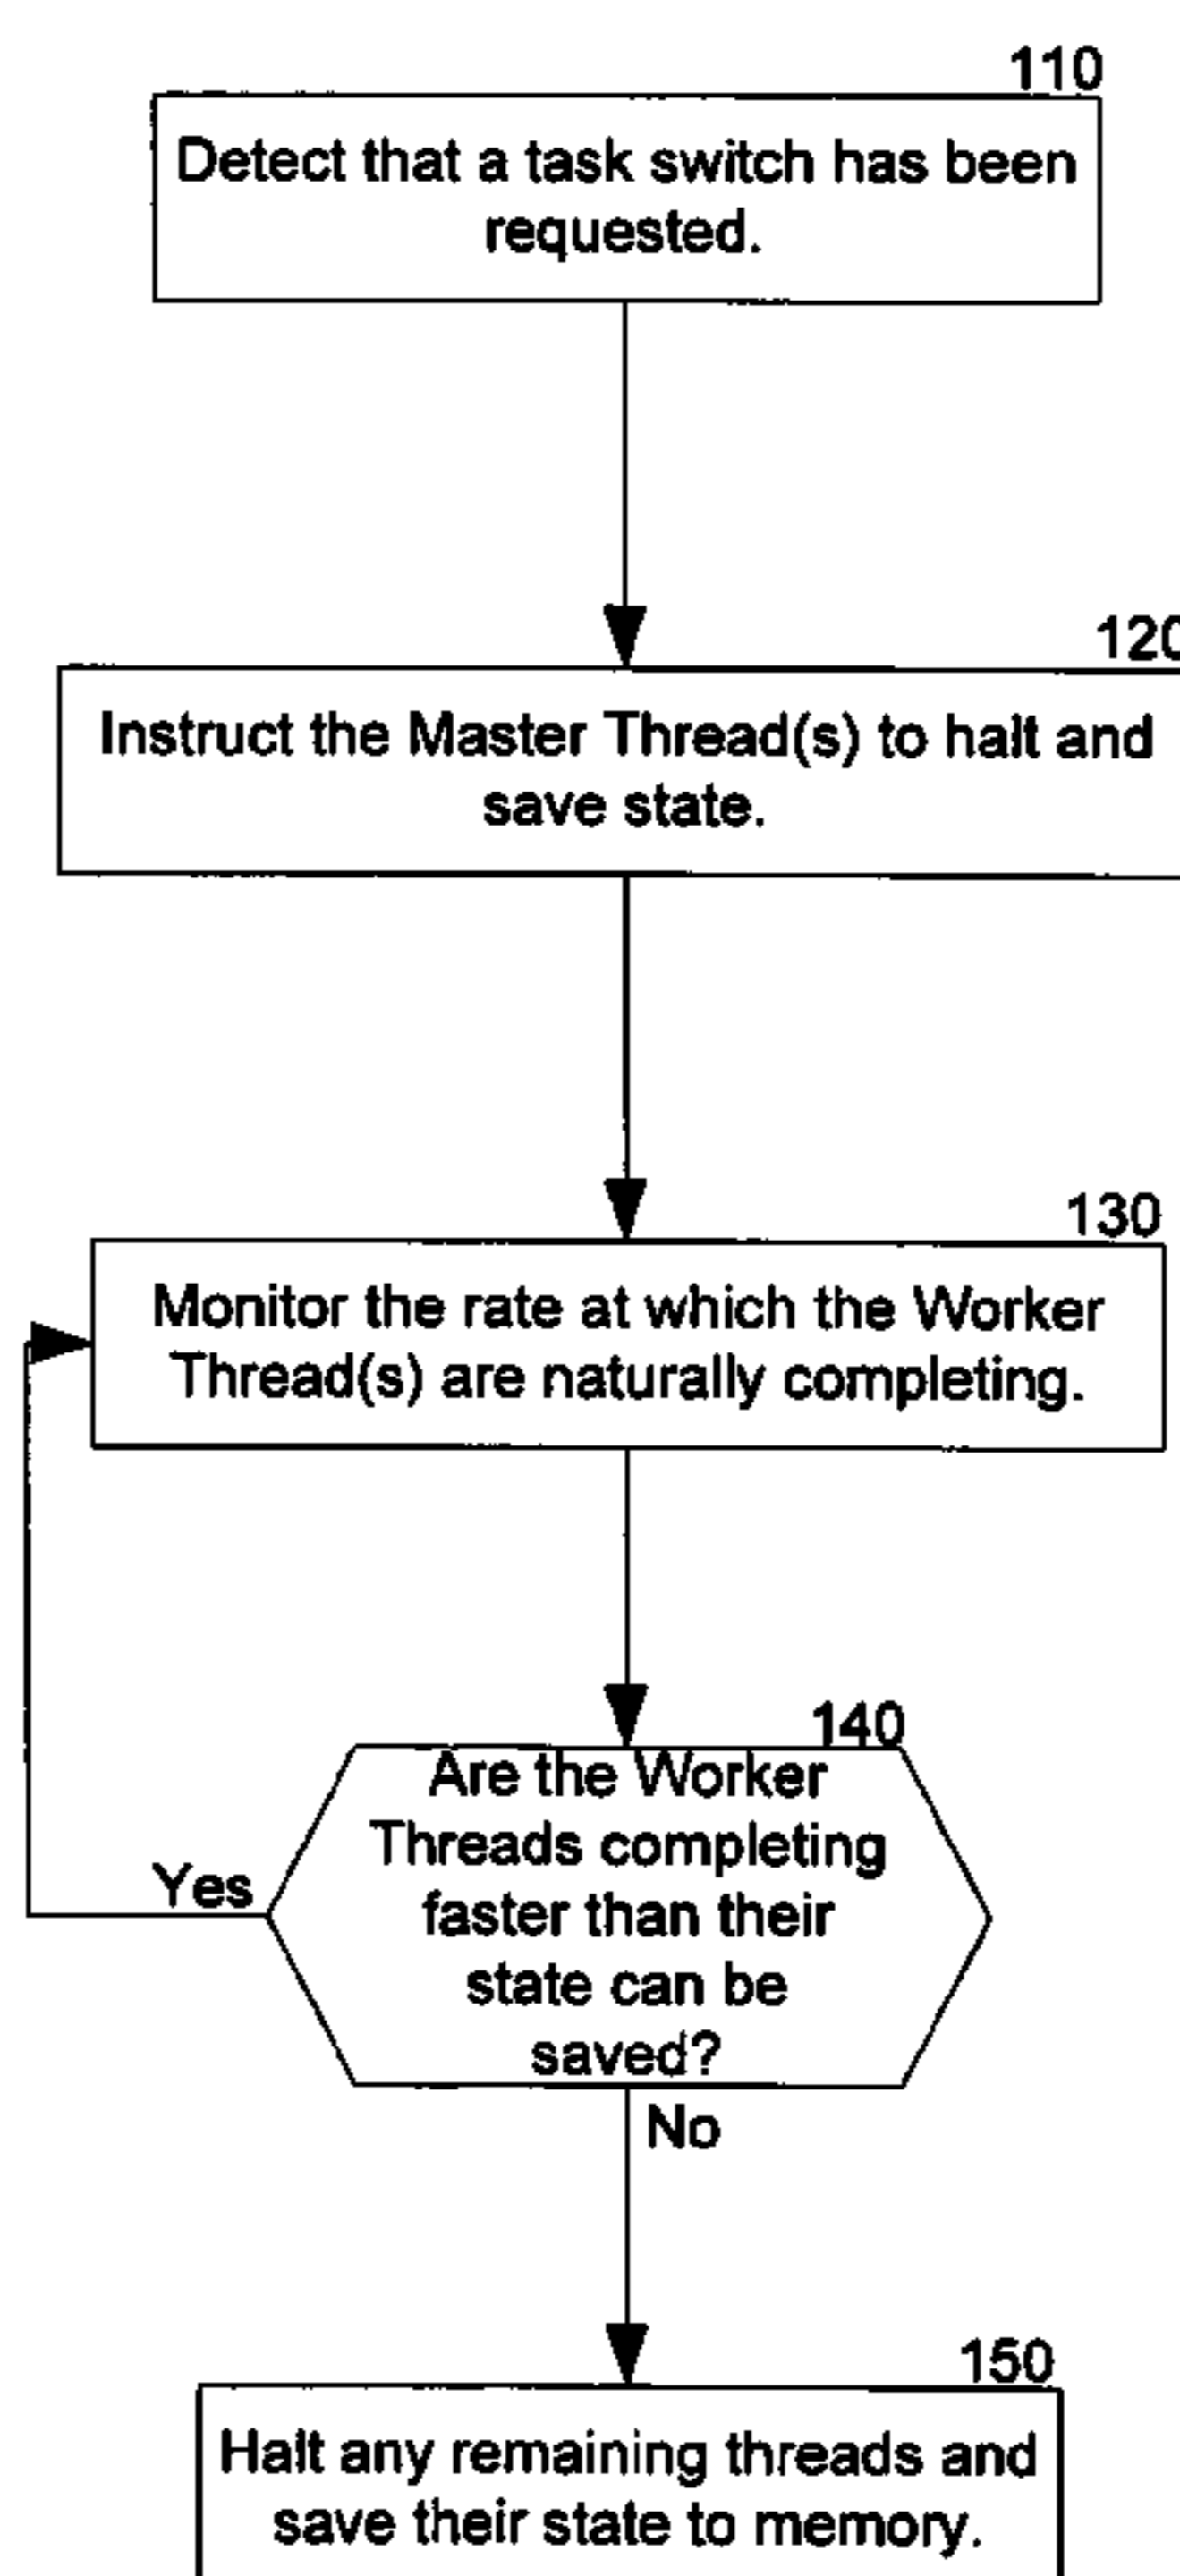 110
Detect that a task switch has been
requested.
120
Instruct the Master Thread(s) to halt and
save state.
130
Monitor the rate at which the Worker
Thread(s) are naturally completing.
140
Are the Worker
Threads completing
faster than their
state can be
saved?
Yes
No
150
Halt any remaining threads and
save their state to memory.